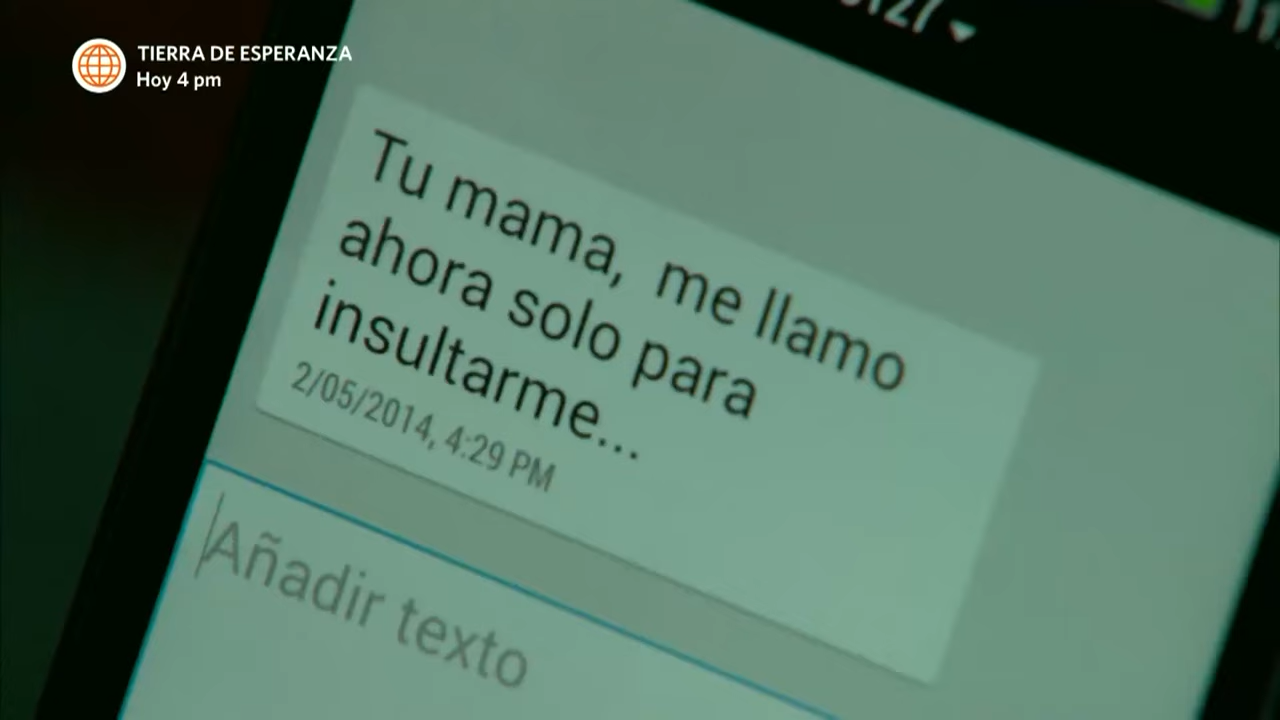 TIERRA DE ESPERANZA
Hoy 4 pm
Tu mama, me llamo
ahora solo para
insultarme...
2/05/2014, 4:29 PM
Añadir texto